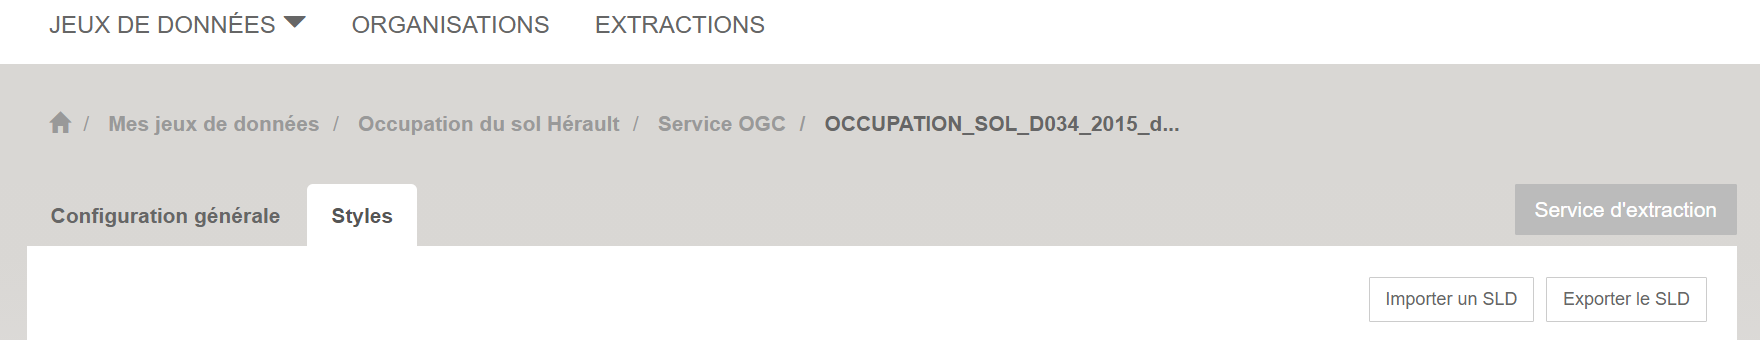 JEUX DE DONNÉES ORGANISATIONS EXTRACTIONS
/ Mes jeux de données / Occupation du sol Hérault / Service OGC / OCCUPATION_SOL_D034_2015_d...
Configuration générale Styles Service d'extraction
Importer un SLD Exporter le SLD